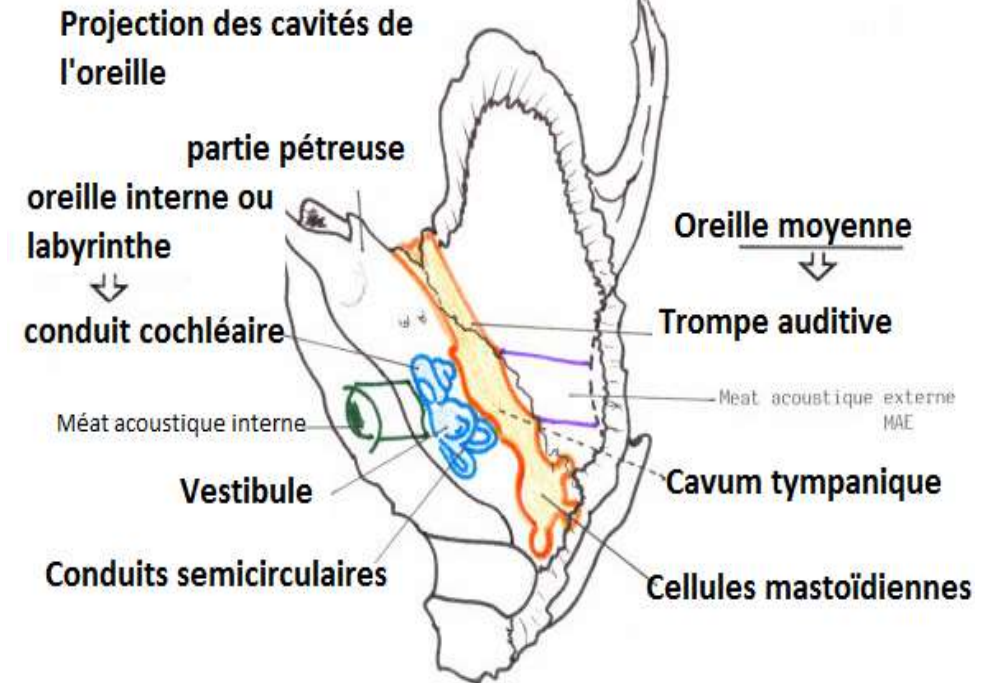 Projection des cavités de
l'oreille
partie pétreuse
oreille interne ou
labyrinthe
conduit cochléaire
Méat acoustique interne
Vestibule
Conduits semicirculaires
Oreille moyenne
Trompe auditive
Meat acoustique externe
MAE
Cavum tympanique
Cellules mastoïdiennes